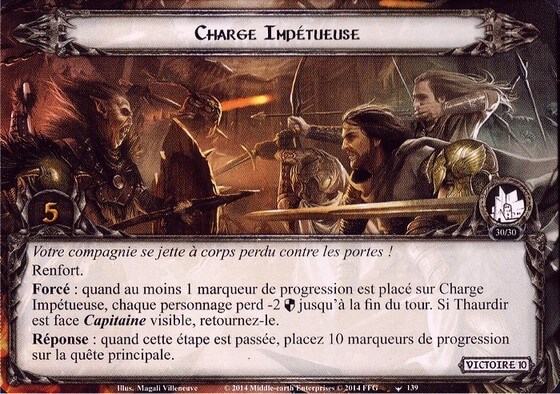 Charge Impétueuse
5
30/30
Votre compagnie se jette à corps perdu contre les portes !
Renfort.
Forcé : quand au moins 1 marqueur de progression est placé sur Charge
Impétueuse, chaque personnage perd -2 jusqu'à la fin du tour. Si Thaurdir
est face Capitaine visible, retournez-le.
Réponse : quand cette étape est passée, placez 10 marqueurs de progression
sur la quête principale.
VICTOIRE 10
Illus. Magali Villeneuve © 2014 Middle-earth Enterprises © 2014 FFG 139